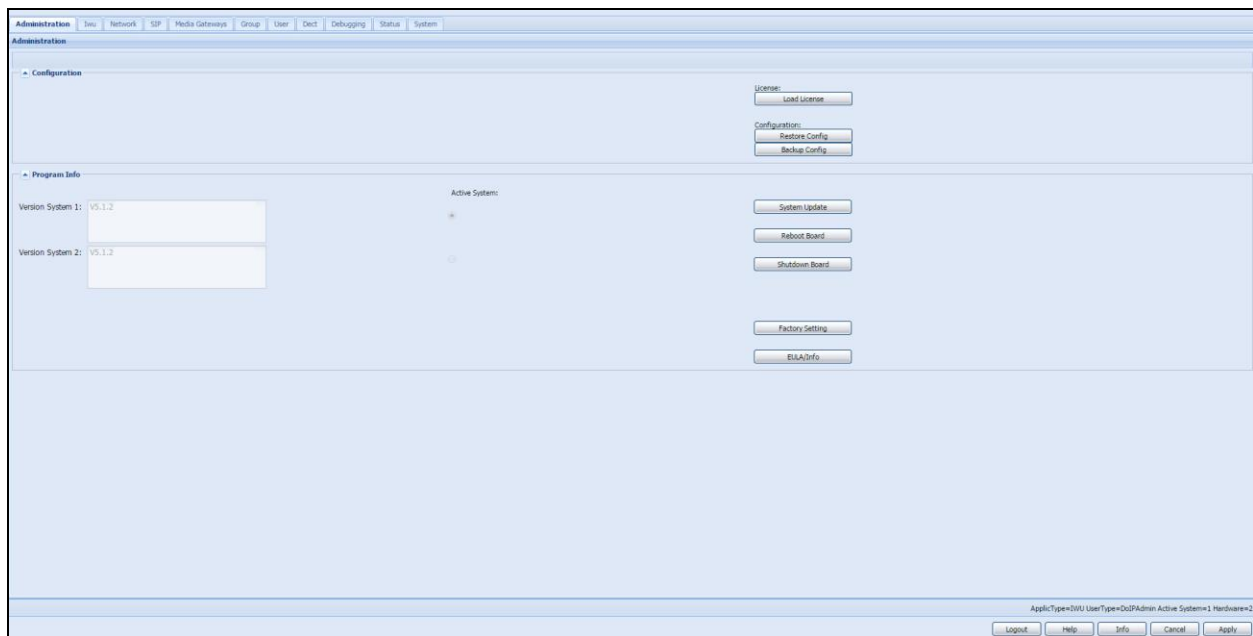 Administration Iwu Network SIP Media Gateways Group User Dect Debugging Status System
Administration
Configuration
License:
Load License
Configuration:
Restore Config
Backup Config
Program Info
Active System:
Version System 1: V5.1.2
System Update
Reboot Board
Version System 2: V5.1.2
Shutdown Board
Factory Setting
EULA/Info
ApplicType=IWU UserType=DoIPAdmin Active System=1 Hardware=2
Logout Help Info Cancel Apply